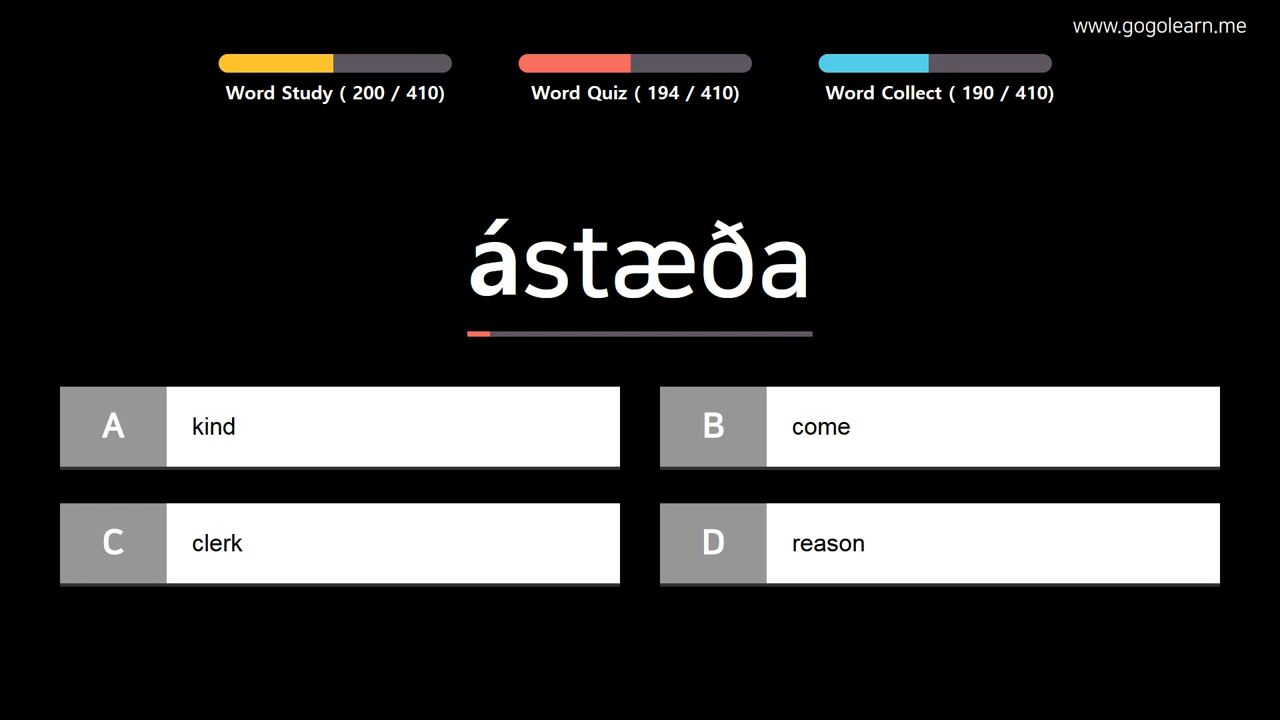 www.gogolearn.me
Word Study ( 200 / 410)
Word Quiz ( 194 / 410)
Word Collect ( 190 / 410)
ástæða
A kind
B come
C clerk
D reason